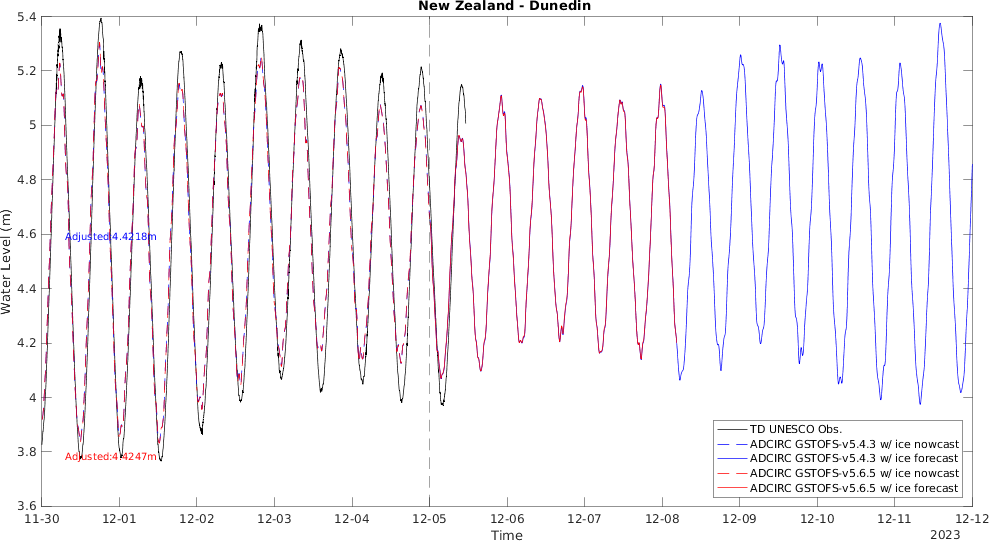 New Zealand - Dunedin
5.4
5.2
5
4.8
4.6
4.4
4.2
4
3.8
3.6
Water Level (m)
Adjusted:4.4218m
Adjusted:4.4247m
TD UNESCO Obs.
ADCIRC GSTOFS-v5.4.3 w/ ice nowcast
ADCIRC GSTOFS-v5.4.3 w/ ice forecast
ADCIRC GSTOFS-v5.6.5 w/ ice nowcast
ADCIRC GSTOFS-v5.6.5 w/ ice forecast
11-30 12-01 12-02 12-03 12-04 12-05 12-06 12-07 12-08 12-09 12-10 12-11 12-12
Time
2023